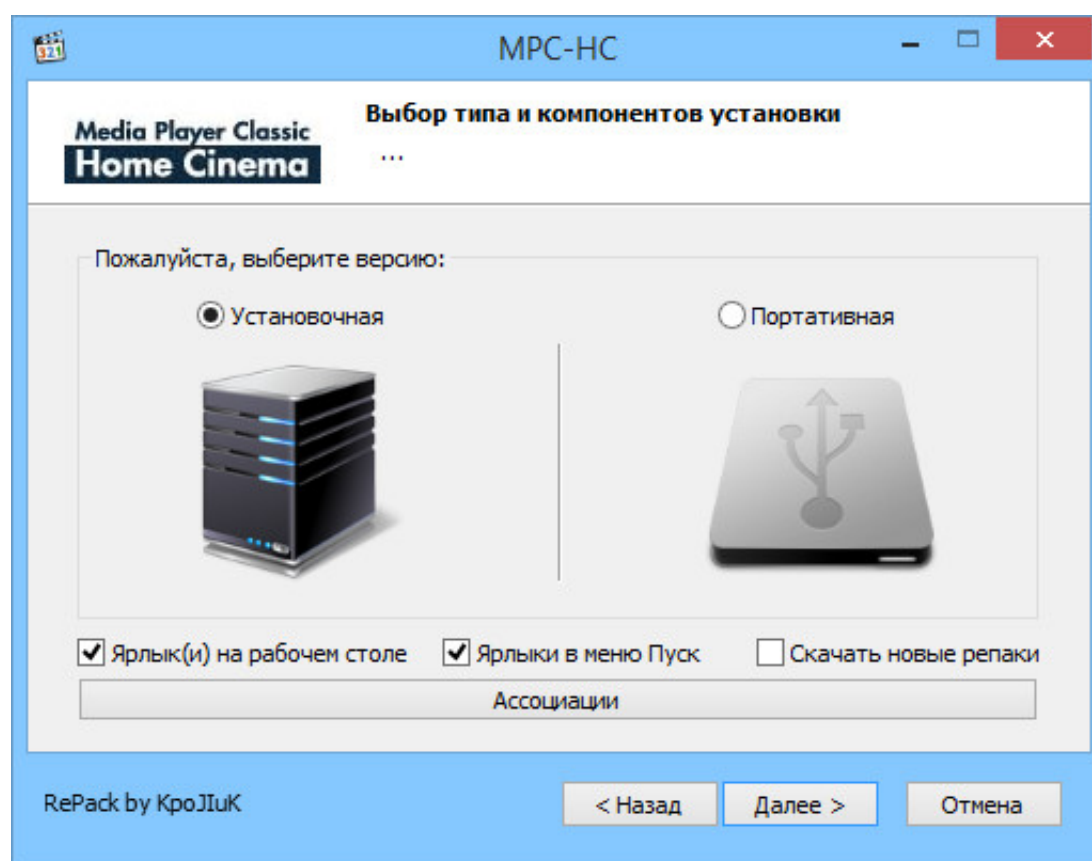 321
MPC-HC
Media Player Classic
Home Cinema
Выбор типа и компонентов установки
...
Пожалуйста, выберите версию:
Установочная
Портативная
Ярлык(и) на рабочем столе
Ярлыки в меню Пуск
Скачать новые репаки
Ассоциации
RePack by KpoJIuK
< Назад
Далее >
Отмена